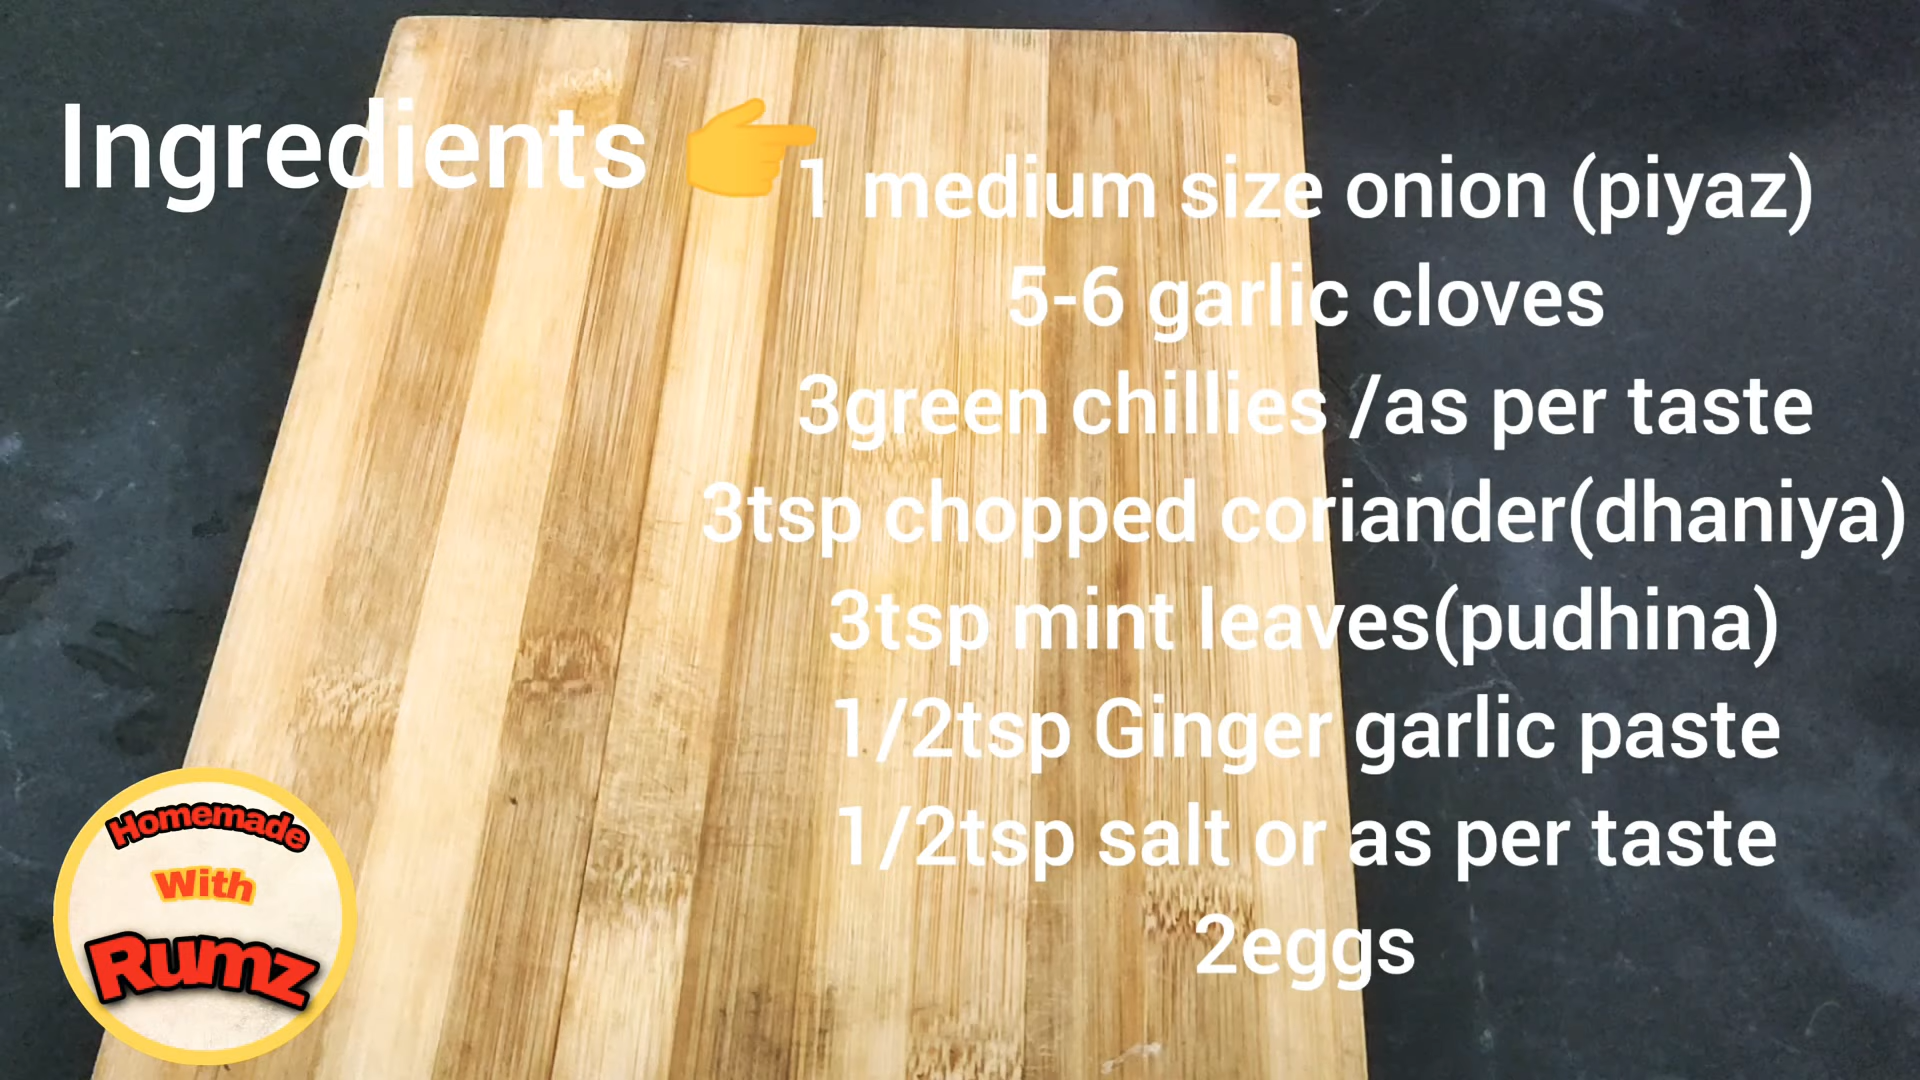 Ingredients 👉
1 medium size onion (piyaz)
5-6 garlic cloves
3green chillies /as per taste
3tsp chopped coriander(dhaniya)
3tsp mint leaves(pudhina)
1/2tsp Ginger garlic paste
1/2tsp salt or as per taste
2eggs
Homemade
With
Rumz